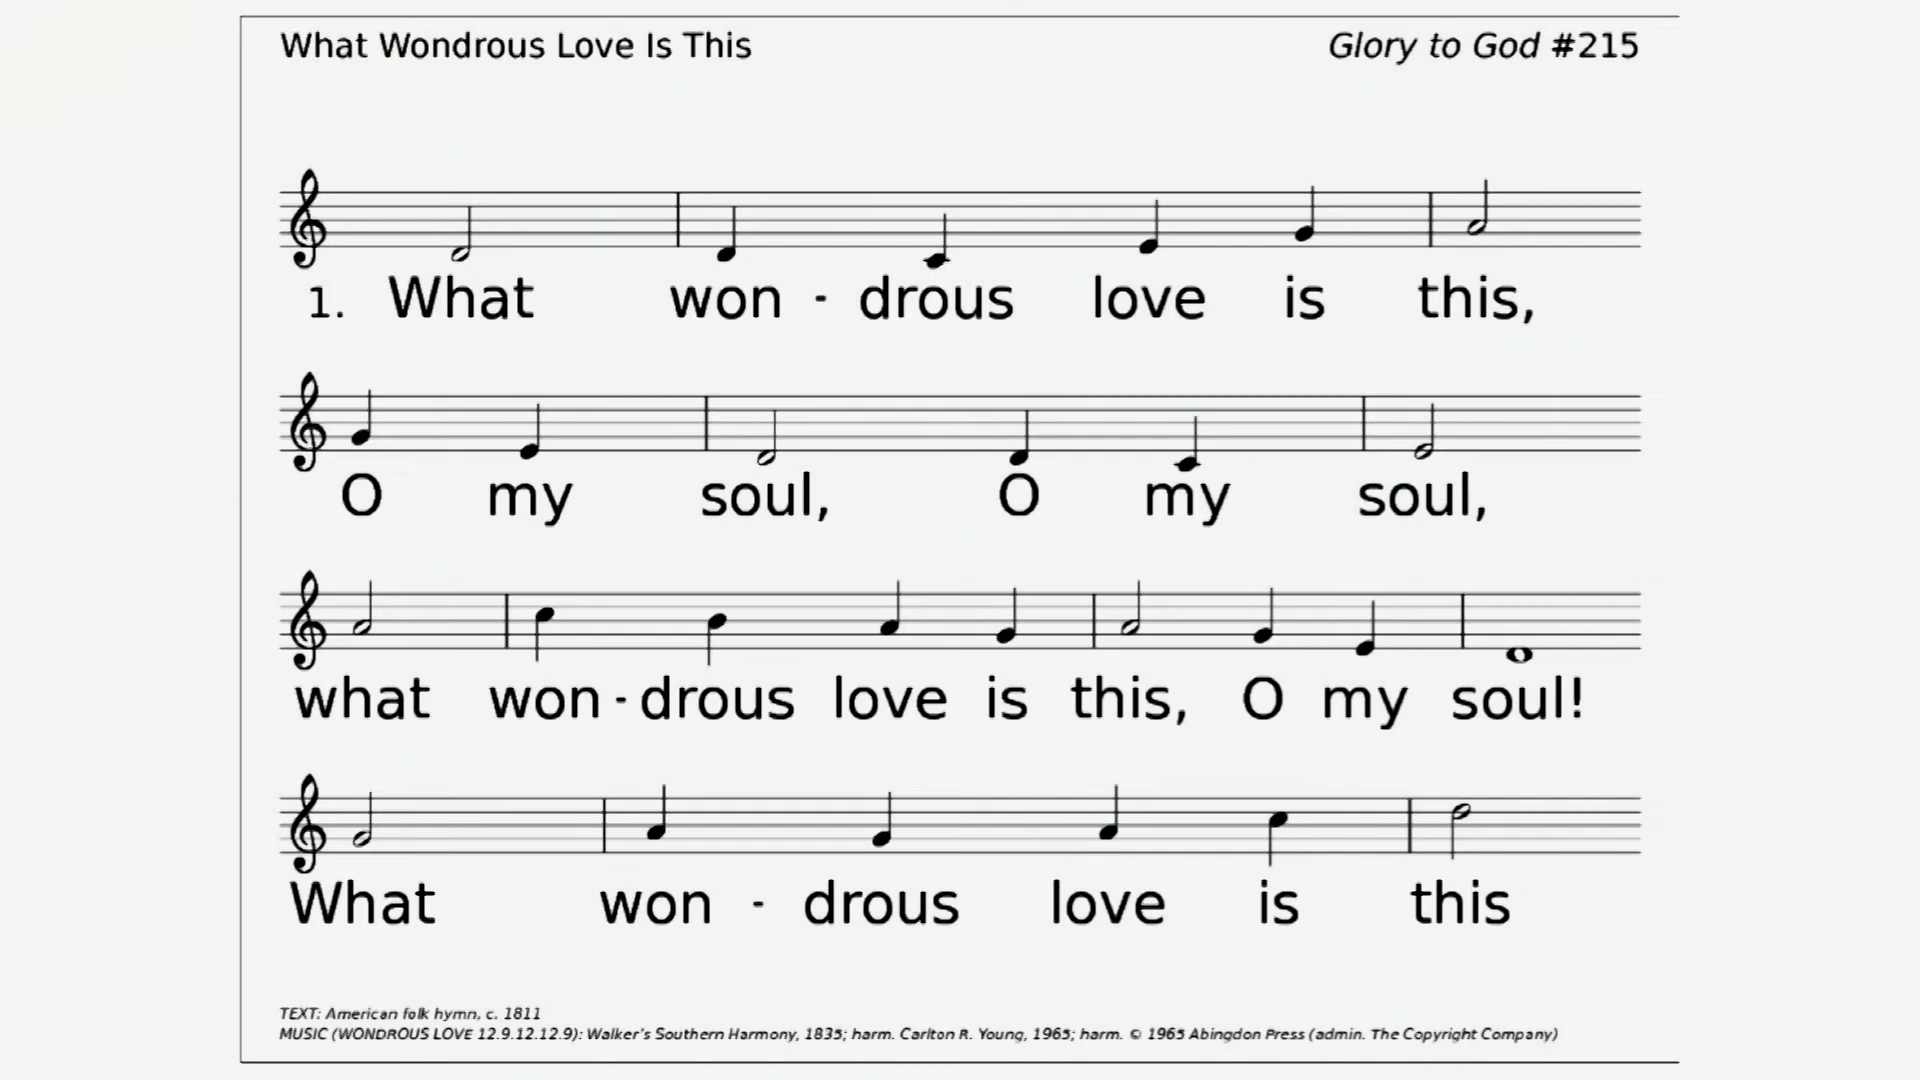 What Wondrous Love Is This
Glory to God #215
1. What won - drous love is this,
O my soul, O my soul,
what won - drous love is this, O my soul!
What won - drous love is this
TEXT: American folk hymn, c. 1811
MUSIC (WONDROUS LOVE 12.9.12.12.9): Walker's Southern Harmony, 1835; harm. Carlton R. Young, 1965; harm. © 1965 Abingdon Press (admin. The Copyright Company)